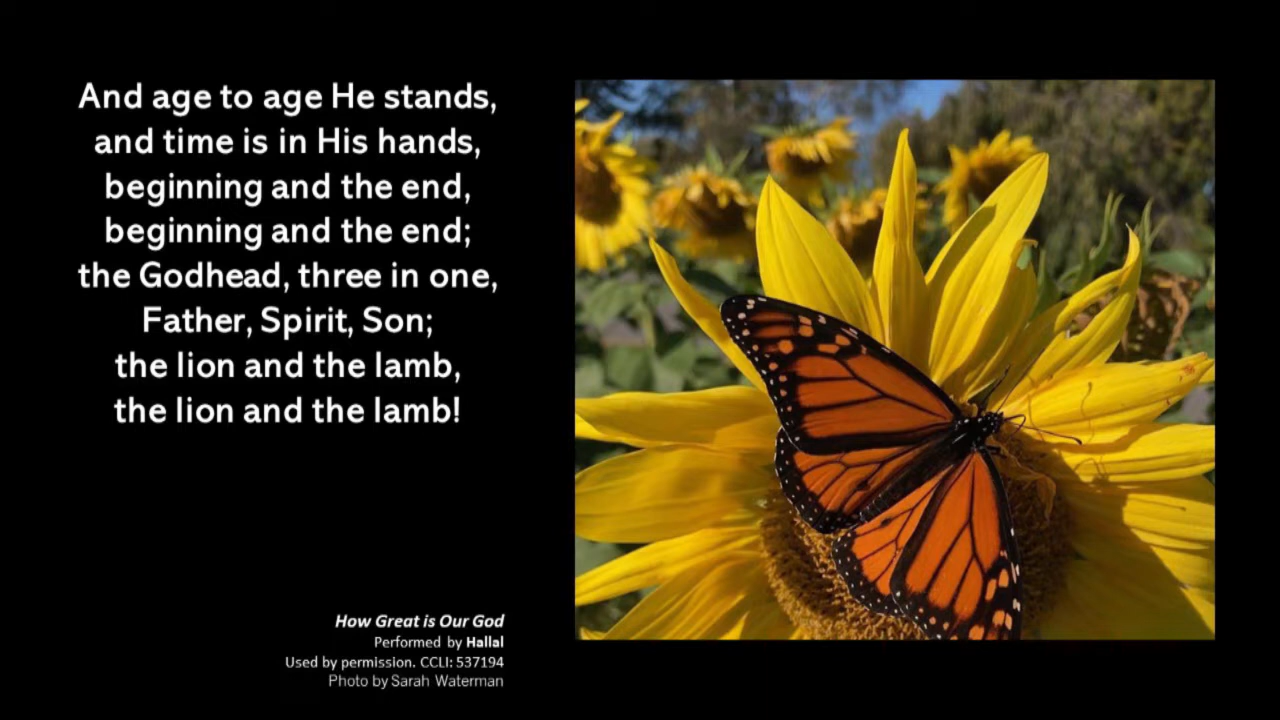 And age to age He stands,
and time is in His hands,
beginning and the end,
beginning and the end;
the Godhead, three in one,
Father, Spirit, Son;
the lion and the lamb,
the lion and the lamb!
How Great is Our God
Performed by Hallal
Used by permission. CCLI: 537194
Photo by Sarah Waterman